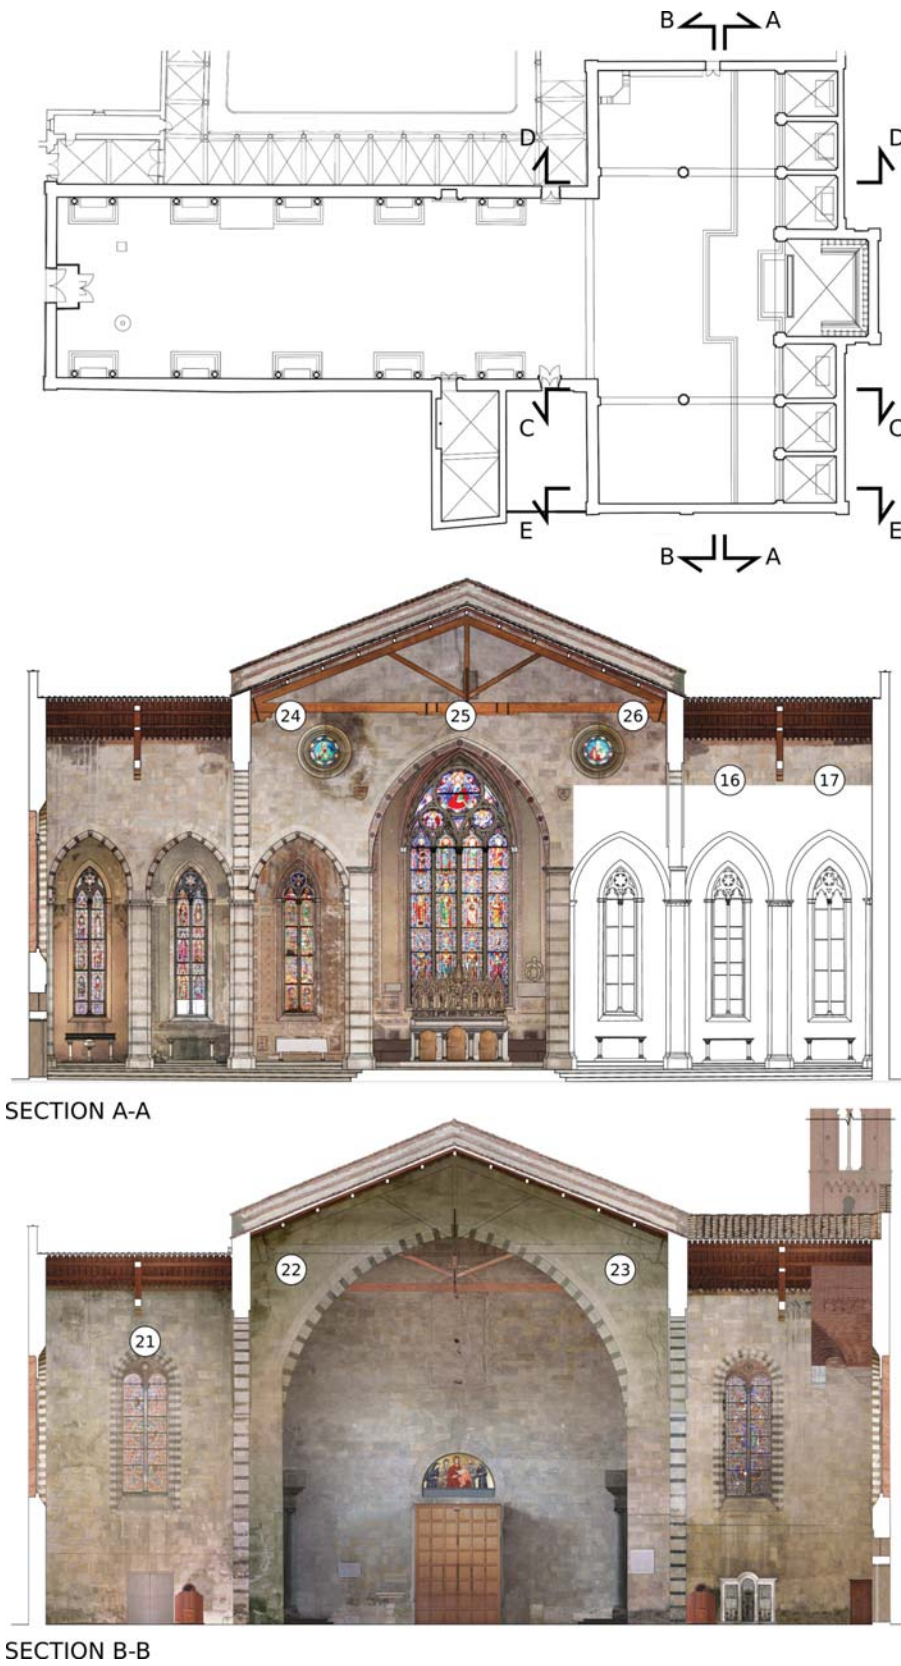 B A
D D
C C
E E
B A
24 25 26
16 17
SECTION A-A
22 23
21
SECTION B-B